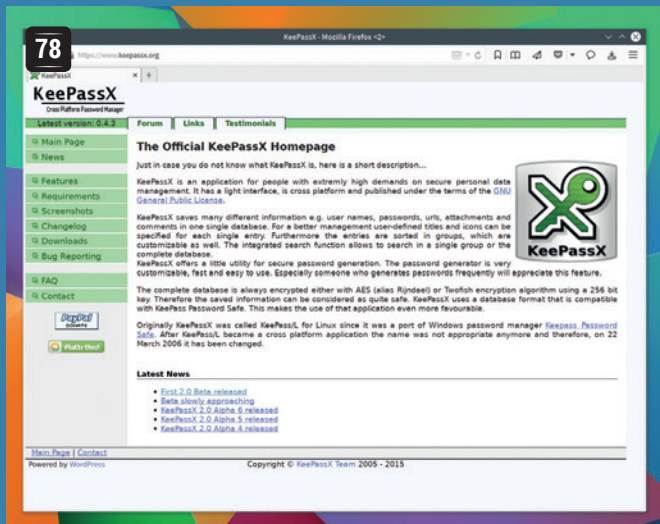 78
KeePassX - Mozilla Firefox <2>
https://www.keepassx.org
KeePassX
KeePassX
Cross Platform Password Manager
Latest version: 0.4.3
Forum
Links
Testimonials
Main Page
News
Features
Requirements
Screenshots
Changelog
Downloads
Bug Reporting
FAQ
Contact
PayPal
DONATE
Flattr this!
The Official KeePassX Homepage
Just in case you do not know what KeePassX is, here is a short description...
KeePassX is an application for people with extremly high demands on secure personal data
management. It has a light interface, is cross platform and published under the terms of the GNU
General Public License.
KeePassX saves many different information e.g. user names, passwords, urls, attachments and
comments in one single database. For a better management user-defined titles and icons can be
specified for each single entry. Furthermore the entries are sorted in groups, which are
customizable as well. The integrated search function allows to search in a single group or the
complete database.
KeePassX offers a little utility for secure password generation. The password generator is very
customizable, fast and easy to use. Especially someone who generates passwords frequently will appreciate this feature.
The complete database is always encrypted either with AES (alias Rijndael) or Twofish encryption algorithm using a 256 bit
key. Therefore the saved information can be considered as quite safe. KeePassX uses a database format that is compatible
with KeePass Password Safe. This makes the use of that application even more favourable.
Originally KeePassX was called KeePass/L for Linux since it was a port of Windows password manager Keepass Password
Safe. After KeePass/L became a cross platform application the name was not appropriate anymore and therefore, on 22
March 2006 it has been changed.
KeePassX
Latest News
First 2.0 Beta released
Beta slowly approaching
KeePassX 2.0 Alpha 6 released
KeePassX 2.0 Alpha 5 released
KeePassX 2.0 Alpha 4 released
Main Page | Contact
Powered by WordPress
Copyright © KeePassX Team 2005 - 2015